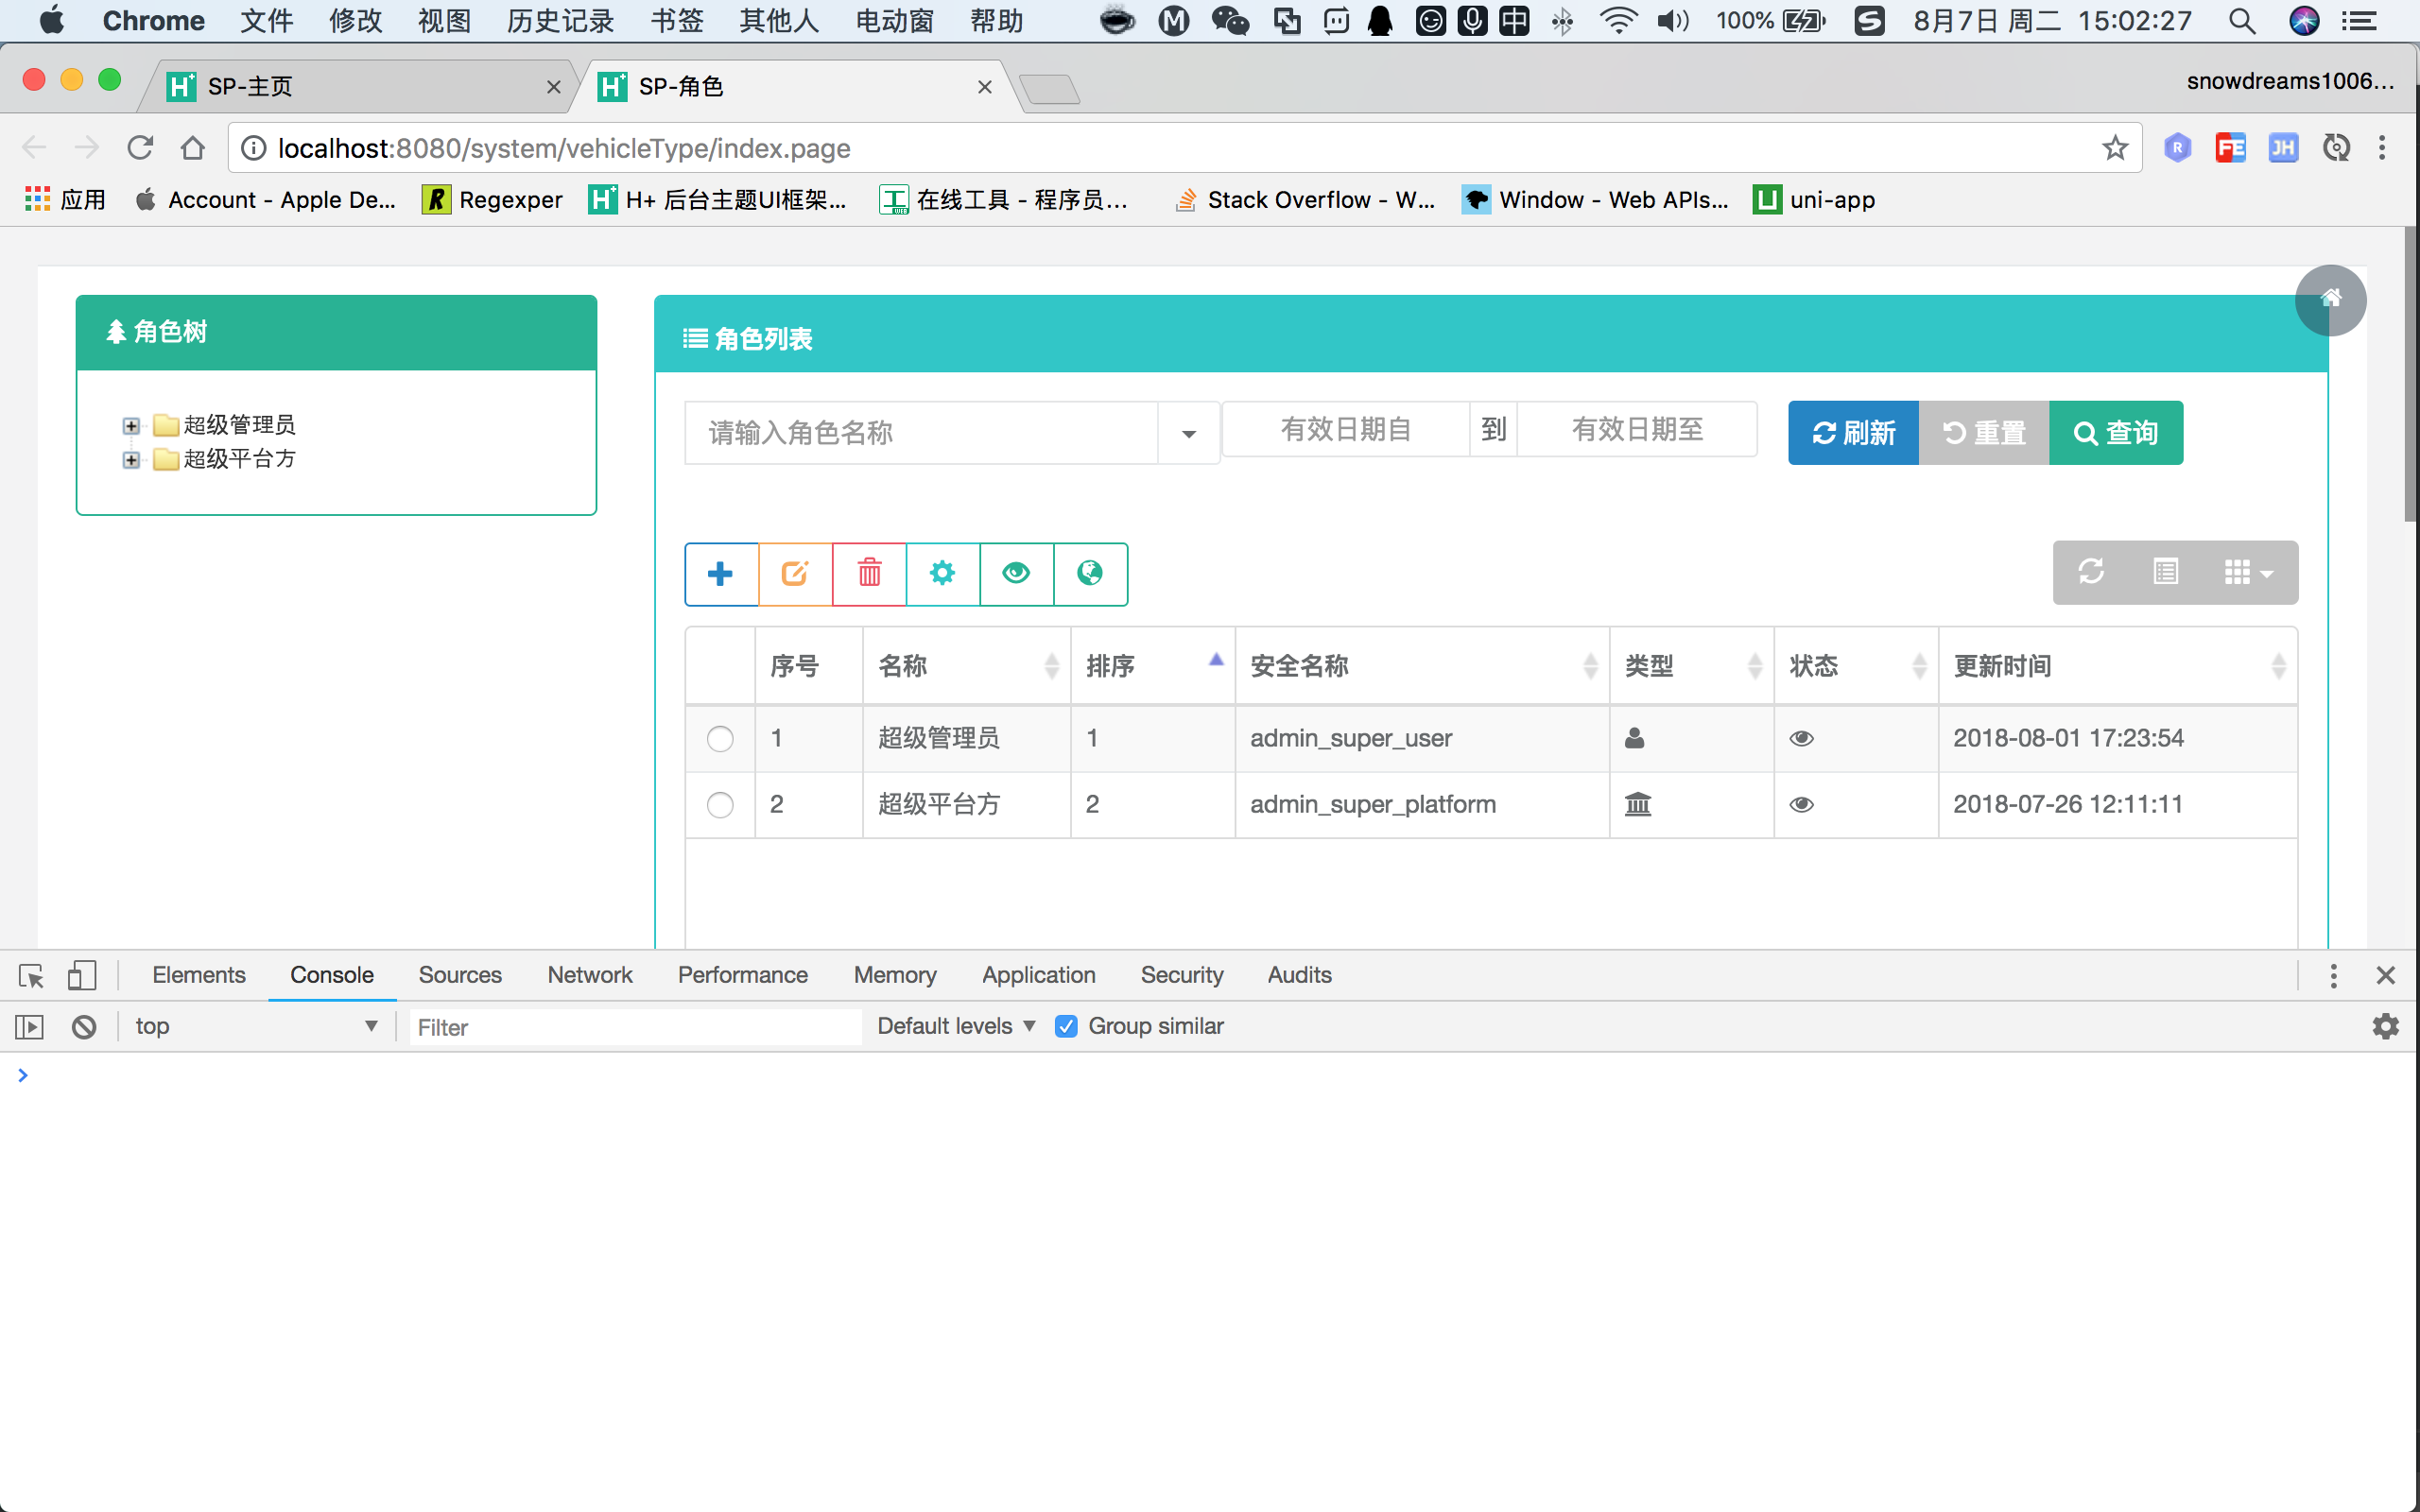 Chrome 文件 修改 视图 历史记录 书签 其他人 电动窗 帮助 中 100% 8月7日 周二 15:02:27
SP-主页 SP-角色 snowdreams1006...
localhost:8080/system/vehicleType/index.page
应用 Account - Apple De... Regexper H+ 后台主题UI框架... 在线工具 - 程序员... Stack Overflow - W... Window - Web APIs... uni-app
角色树
超级管理员
超级平台方
角色列表
请输入角色名称 有效日期自 到 有效日期至 刷新 重置 查询
序号 名称 排序 安全名称 类型 状态 更新时间
1 超级管理员 1 admin_super_user 2018-08-01 17:23:54
2 超级平台方 2 admin_super_platform 2018-07-26 12:11:11
Elements Console Sources Network Performance Memory Application Security Audits
top Filter Default levels Group similar